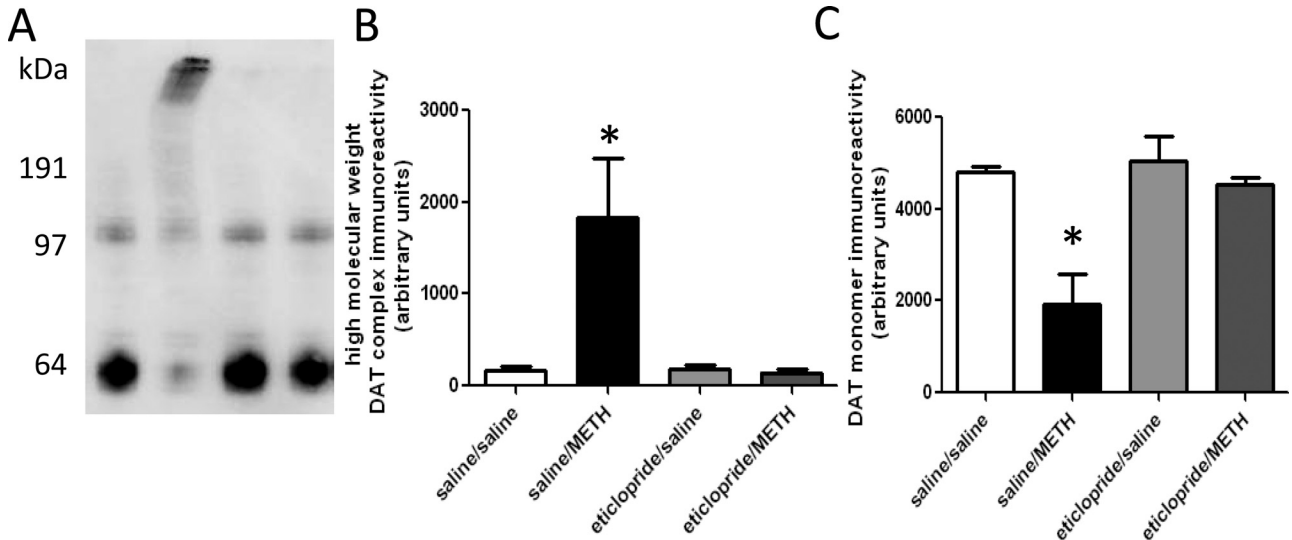 A
kDa
191
97
64
B
high molecular weight
DAT complex immunoreactivity
(arbitrary units)
3000
2000
1000
0
*
saline/saline
saline/METH
eticlopride/saline
eticlopride/METH
C
DAT monomer immunoreactivity
(arbitrary units)
6000
4000
2000
0
*
saline/saline
saline/METH
eticlopride/saline
eticlopride/METH